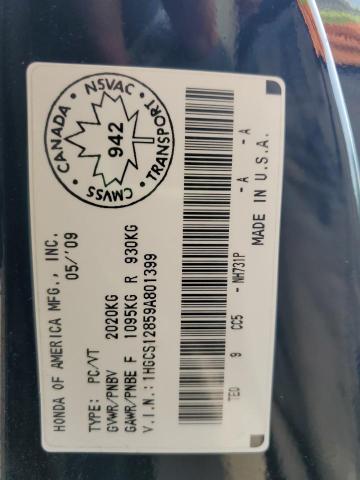 HONDA OF AMERICA MFG., INC.
05/'09
TYPE: PC/VT
GVWR/PNBV 2020KG
GAWR/PNBE F 1095KG R 930KG
V.I.N.: 1HGCS12859A801399
CANADA • NSVAC • TRANSPORT • CMVSS •
942
TEO 9 CC5 - NH731P - A - A
MADE IN U.S.A.